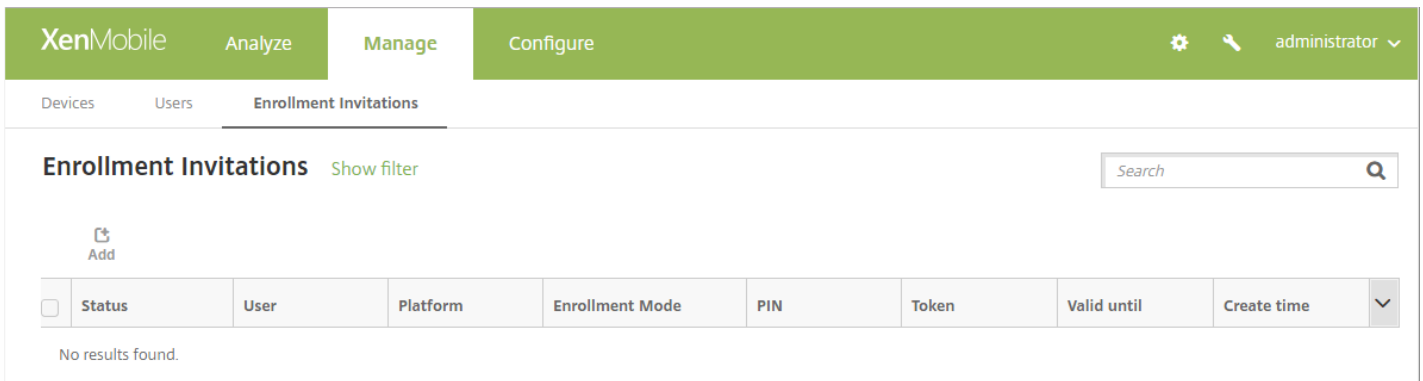 XenMobile Analyze Manage Configure administrator
Devices Users Enrollment Invitations
Enrollment Invitations Show filter Search
Add
Status User Platform Enrollment Mode PIN Token Valid until Create time
No results found.